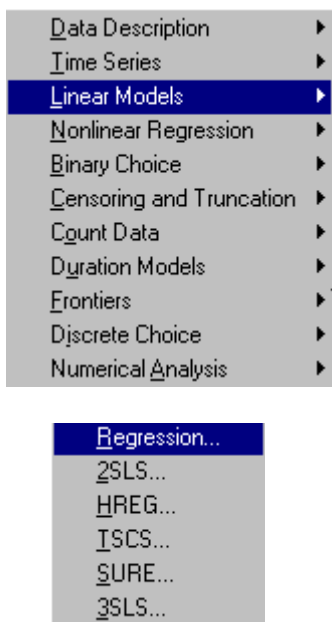 Data Description
Time Series
Linear Models
Nonlinear Regression
Binary Choice
Censoring and Truncation
Count Data
Duration Models
Frontiers
Discrete Choice
Numerical Analysis
Regression...
2SLS...
HREG...
TSCS...
SURE...
3SLS...